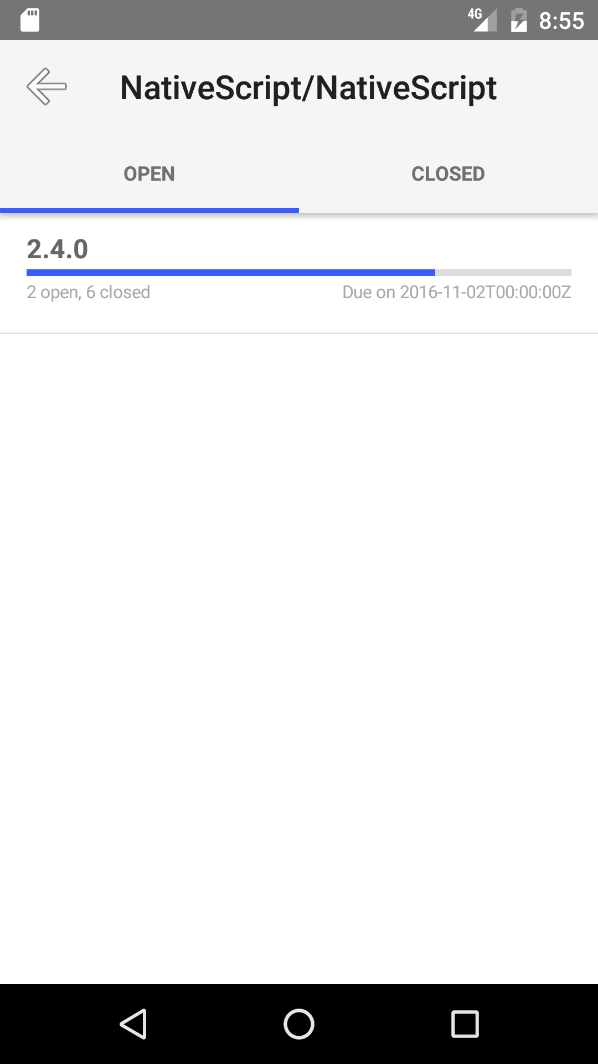 4G 8:55
NativeScript/NativeScript
OPEN CLOSED
2.4.0
2 open, 6 closed Due on 2016-11-02T00:00:00Z